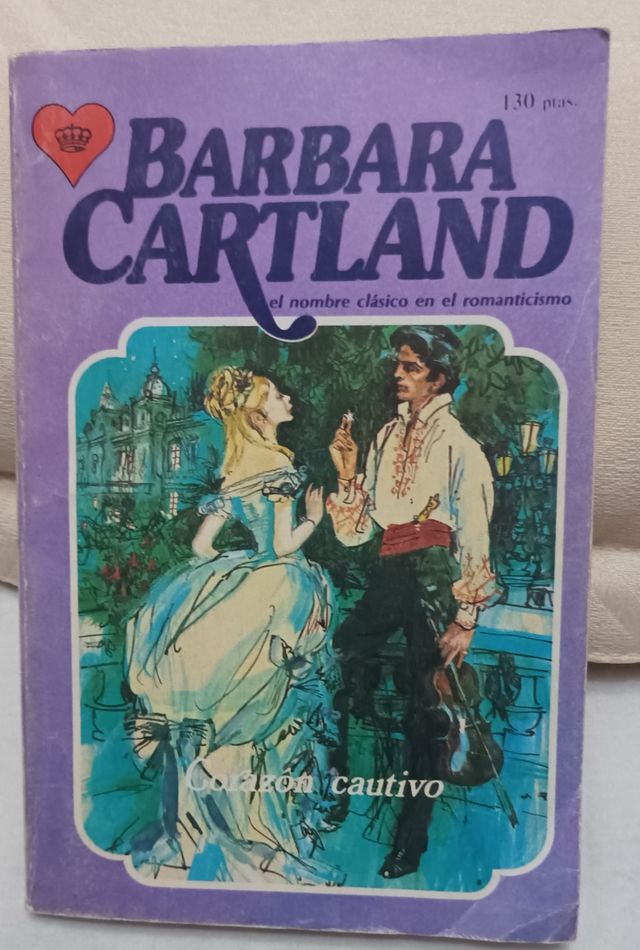 130 ptas.
BARBARA
CARTLAND
el nombre clásico en el romanticismo
Corazón cautivo